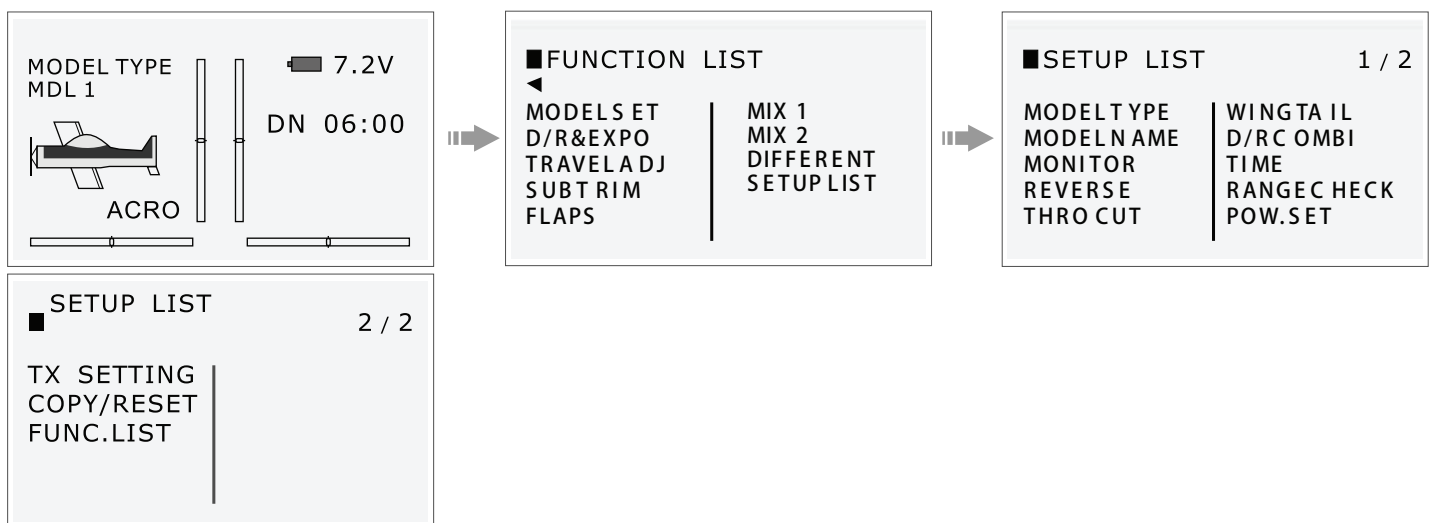 MODEL TYPE
MDL 1
7.2V
DN 06:00
ACRO
■FUNCTION LIST
◀
MODELS ET
D/R&EXPO
TRAVELA DJ
SUBT RIM
FLAPS
MIX 1
MIX 2
DIFFERENT
SETUP LIST
■SETUP LIST 1 / 2
MODELT YPE
MODELN AME
MONITOR
REVERSE
THRO CUT
WINGTA IL
D/RC OMBI
TIME
RANGEC HECK
POW.SET
■SETUP LIST 2 / 2
TX SETTING
COPY/RESET
FUNC.LIST